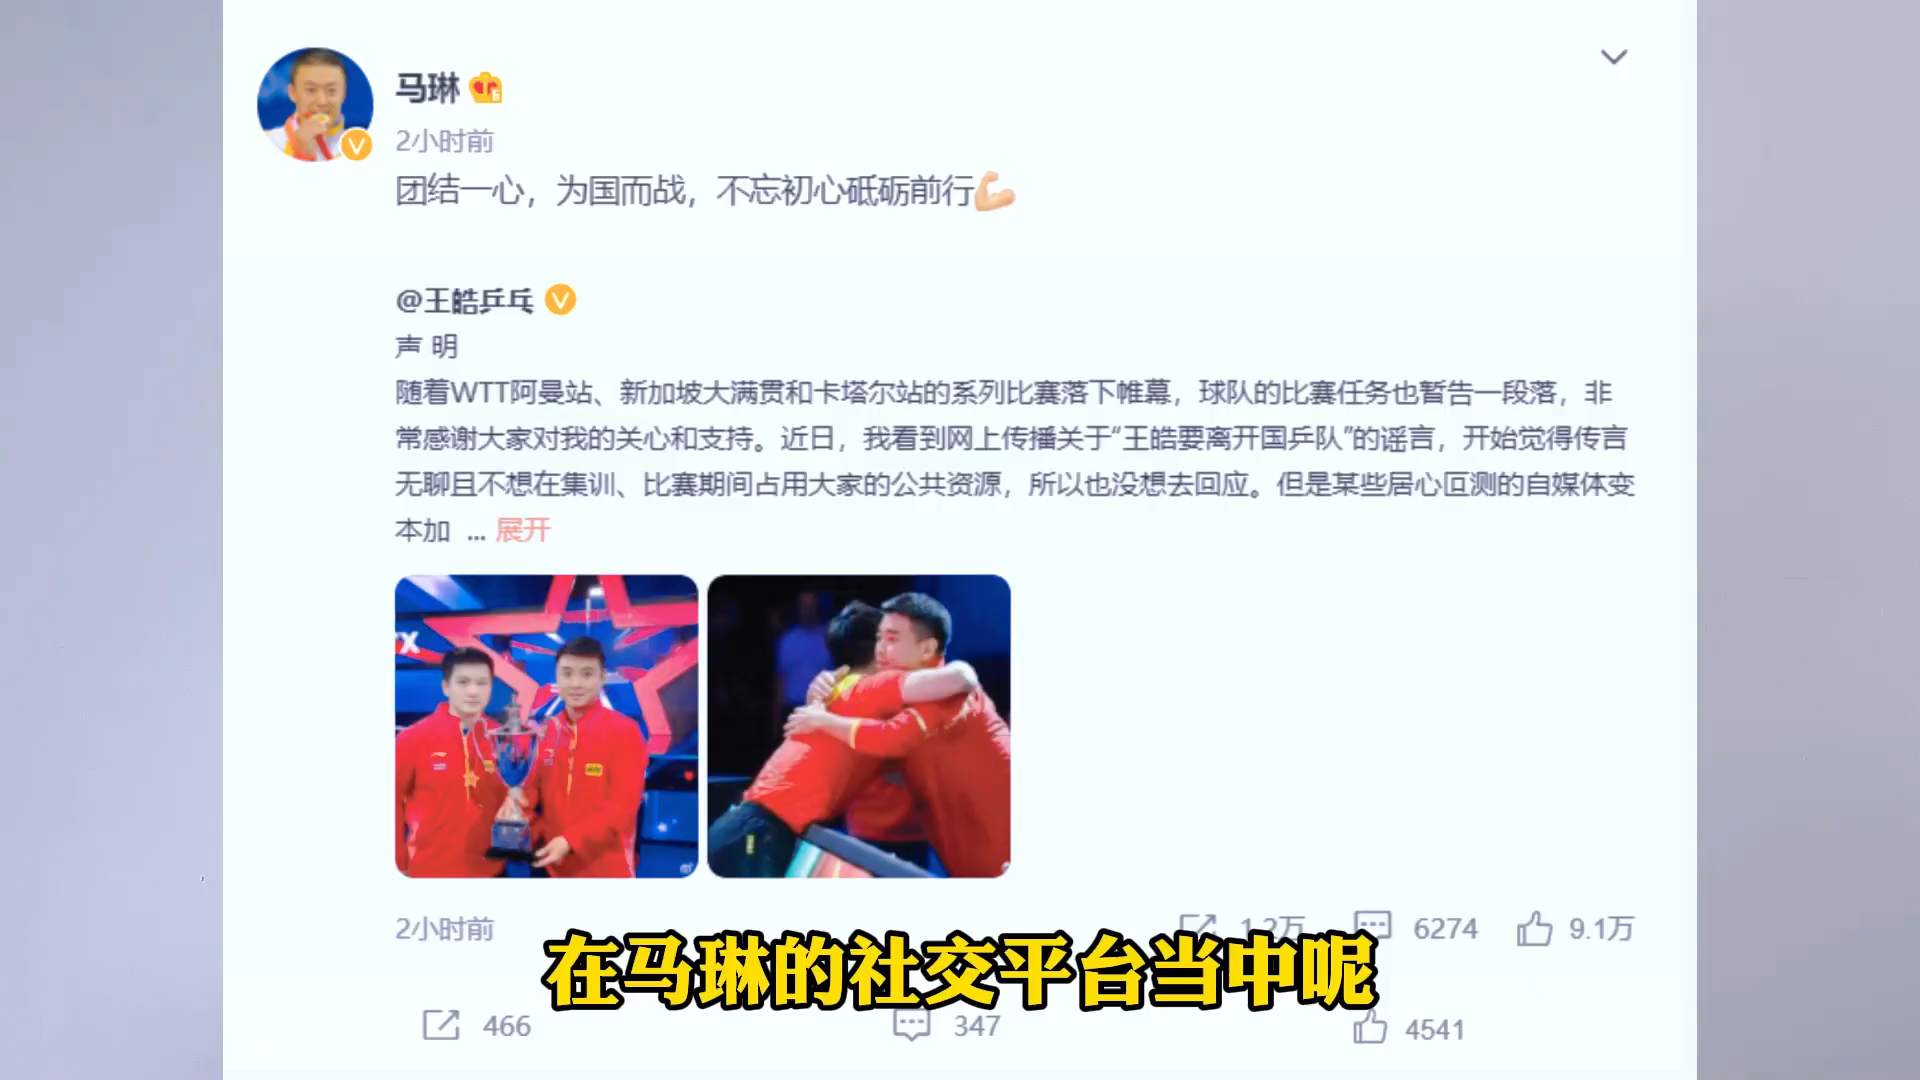 马琳
2小时前
团结一心，为国而战，不忘初心砥砺前行
@王皓乒乓
声 明
随着WTT阿曼站、新加坡大满贯和卡塔尔站的系列比赛落下帷幕，球队的比赛任务也暂告一段落，非
常感谢大家对我的关心和支持。近日，我看到网上传播关于“王皓要离开国乒队”的谣言，开始觉得传言
无聊且不想在集训、比赛期间占用大家的公共资源，所以也没想去回应。但是某些居心叵测的自媒体变
本加 ... 展开
2小时前 1.2万 6274 9.1万
在马琳的社交平台当中呢
466 347 4541